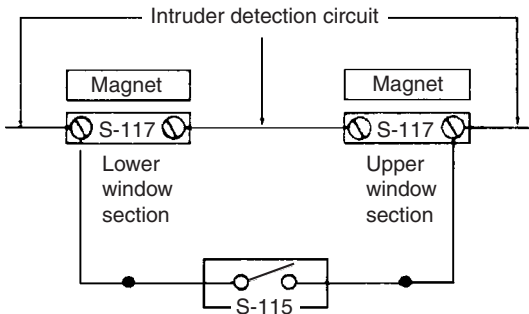 Intruder detection circuit
Magnet
Magnet
S-117
S-117
Lower
window
section
Upper
window
section
S-115